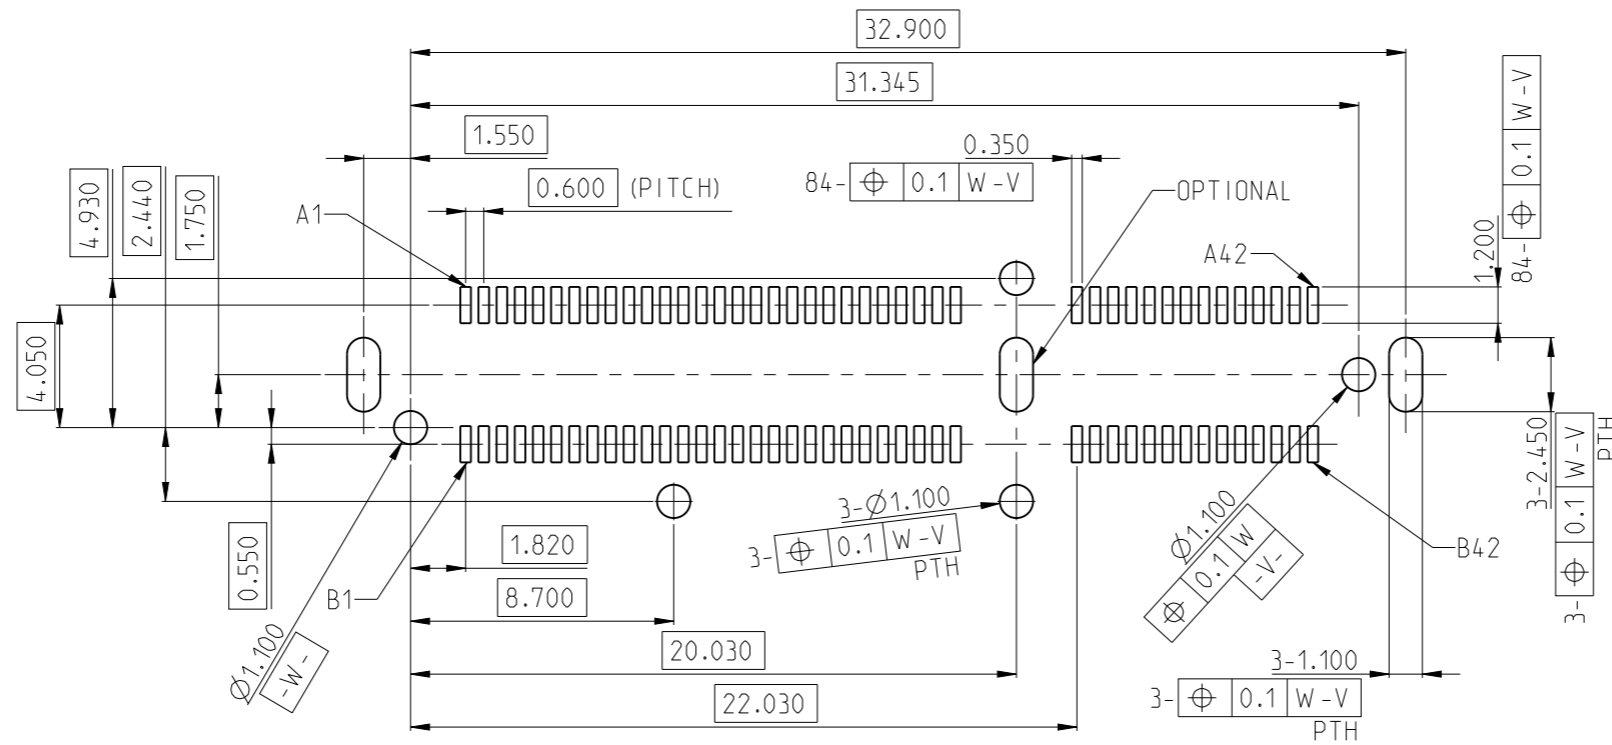 32.900
31.345
1.550
0.350
84-⌖ 0.1 W-V
0.600 (PITCH)
84-⌖ 0.1 W-V
1.200
OPTIONAL
4.930
2.440
1.750
A1
A42
4.050
0.550
3-2.450
3-⌖ 0.1 W-V
PTH
3-Ø1.100
3-⌖ 0.1 W-V
PTH
Ø1.100
⌖ 0.1 W
-V-
B42
1.820
B1
8.700
Ø1.100
-W-
20.030
22.030
3-1.100
3-⌖ 0.1 W-V
PTH